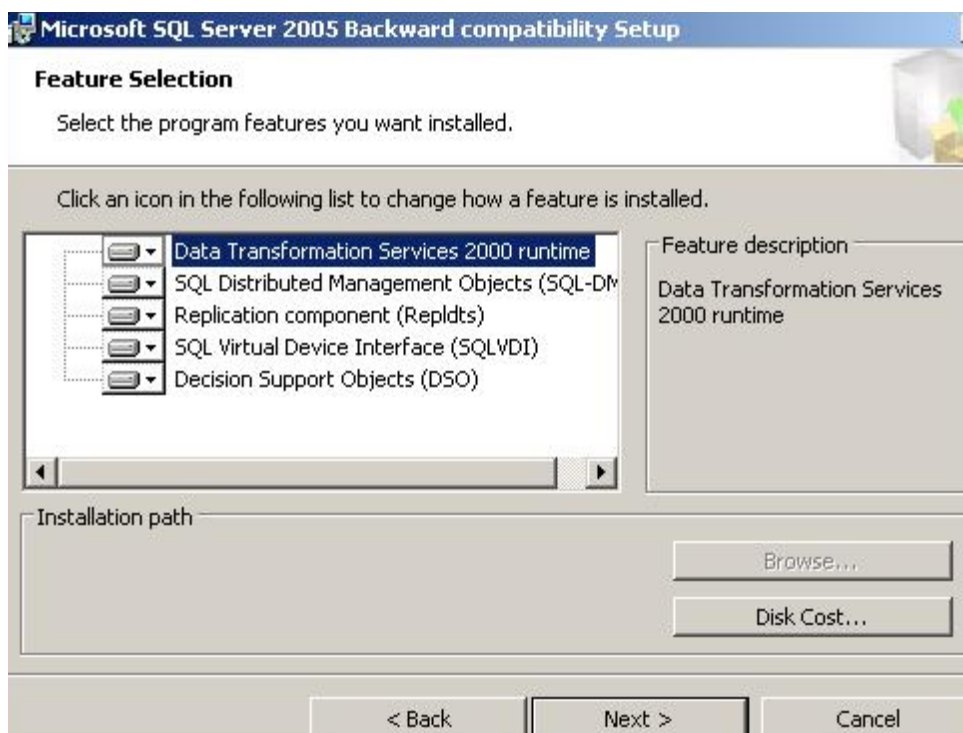 Microsoft SQL Server 2005 Backward compatibility Setup
Feature Selection
Select the program features you want installed.
Click an icon in the following list to change how a feature is installed.
Data Transformation Services 2000 runtime
SQL Distributed Management Objects (SQL-DM
Replication component (Repldts)
SQL Virtual Device Interface (SQLVDI)
Decision Support Objects (DSO)
Feature description
Data Transformation Services
2000 runtime
Installation path
Browse...
Disk Cost...
< Back
Next >
Cancel